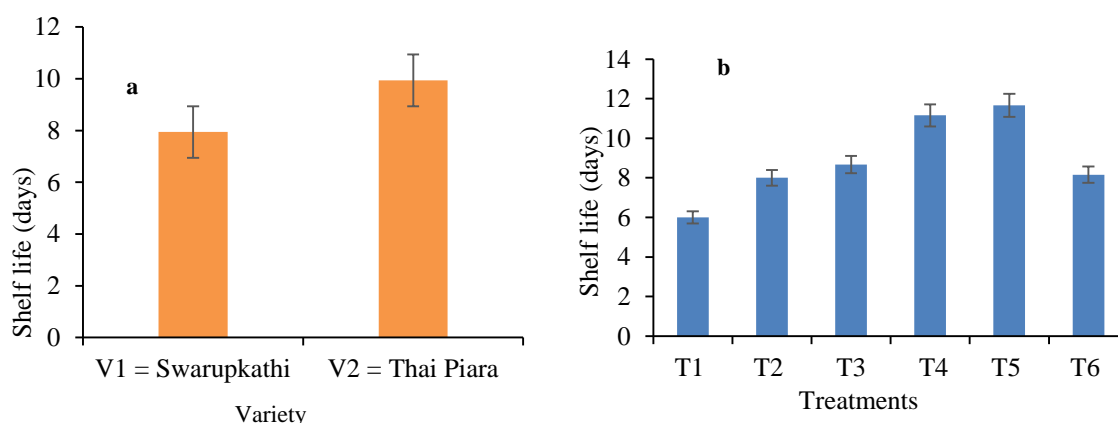 a
Shelf life (days)
12
10
8
6
4
2
0
V1 = Swarupkathi
V2 = Thai Piara
Variety
b
Shelf life (days)
14
12
10
8
6
4
2
0
T1
T2
T3
T4
T5
T6
Treatments